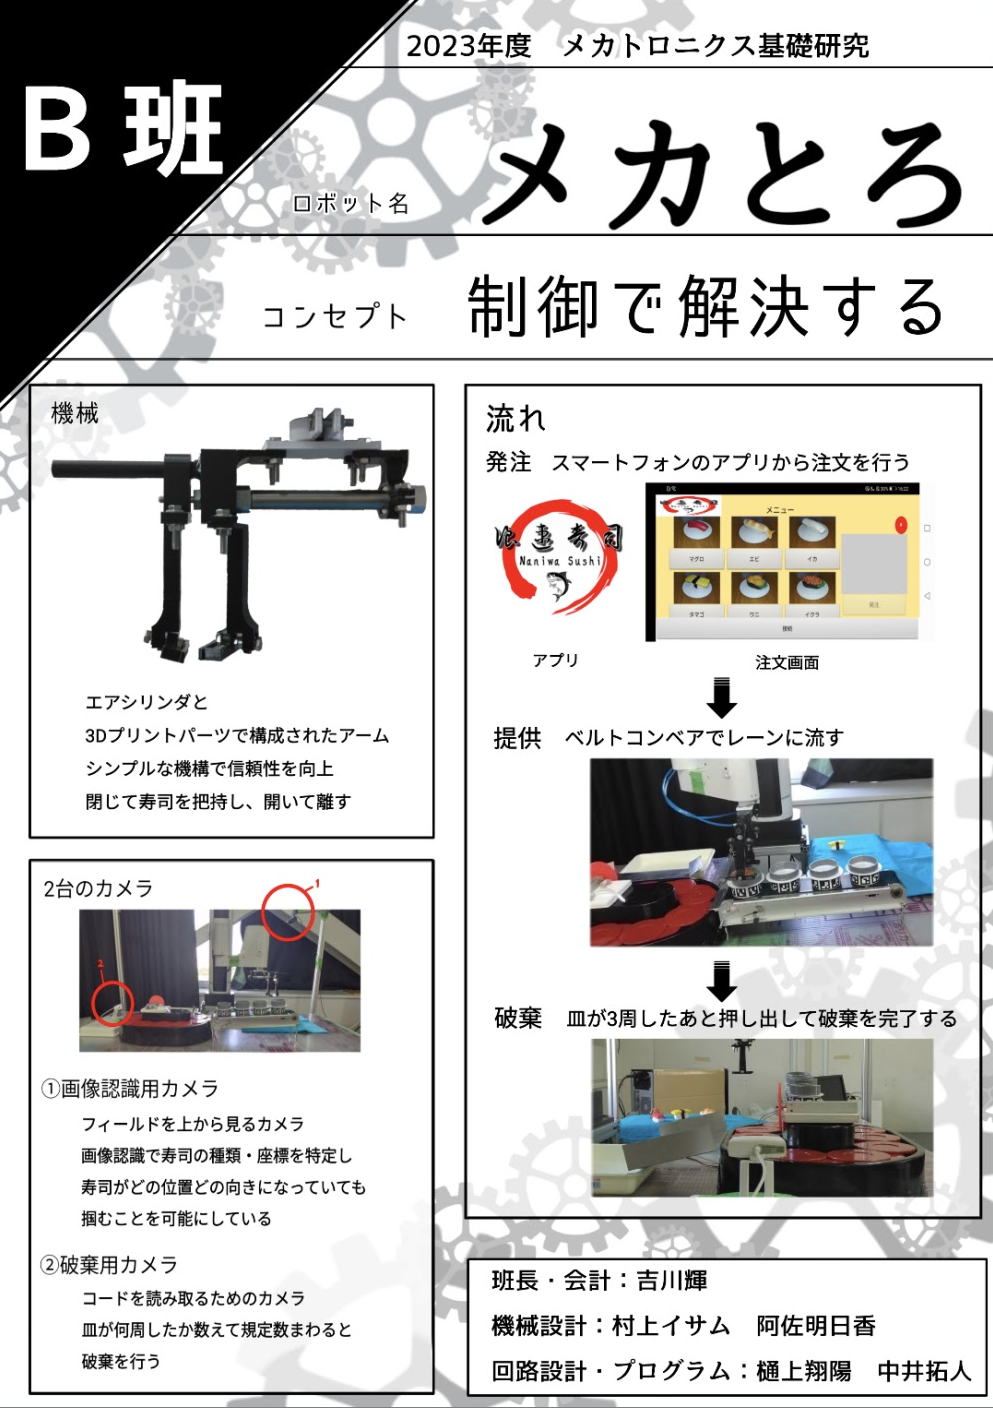 2023年度　メカトロニクス基礎研究
B 班
ロボット名　メカとろ
コンセプト　制御で解決する
機械
エアシリンダと
3Dプリントパーツで構成されたアーム
シンプルな機構で信頼性を向上
閉じて寿司を把持し、開いて離す
2台のカメラ
1
2
①画像認識用カメラ
フィールドを上から見るカメラ
画像認識で寿司の種類・座標を特定し
寿司がどの位置どの向きになっていても
掴むことを可能にしている
②破棄用カメラ
コードを読み取るためのカメラ
皿が何周したか数えて規定数まわると
破棄を行う
流れ
発注　スマートフォンのアプリから注文を行う
浪速寿司
Naniwa Sushi
メニュー
マグロ　エビ　イカ
タマゴ　ウニ　イクラ
発注
接続
アプリ　注文画面
提供　ベルトコンベアでレーンに流す
破棄　皿が3周したあと押し出して破棄を完了する
班長・会計：吉川輝
機械設計：村上イサム　阿佐明日香
回路設計・プログラム：樋上翔陽　中井拓人